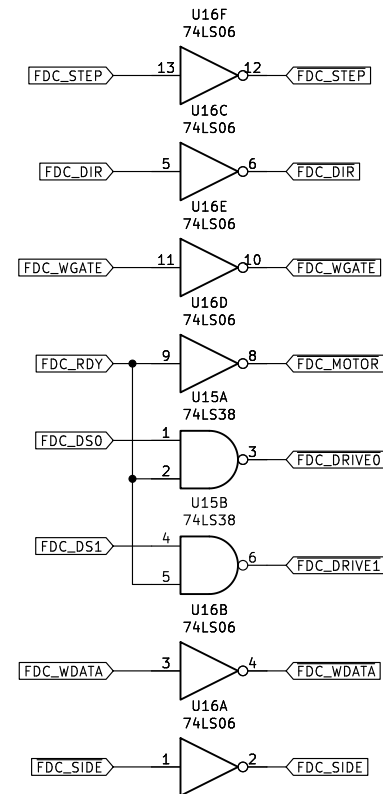 U16F
74LS06
FDC_STEP 13 12 FDC_STEP
U16C
74LS06
FDC_DIR 5 6 FDC_DIR
U16E
74LS06
FDC_WGATE 11 10 FDC_WGATE
U16D
74LS06
FDC_RDY 9 8 FDC_MOTOR
U15A
74LS38
FDC_DS0 1
3 FDC_DRIVE0
2
U15B
74LS38
FDC_DS1 4
6 FDC_DRIVE1
5
U16B
74LS06
FDC_WDATA 3 4 FDC_WDATA
U16A
74LS06
FDC_SIDE 1 2 FDC_SIDE